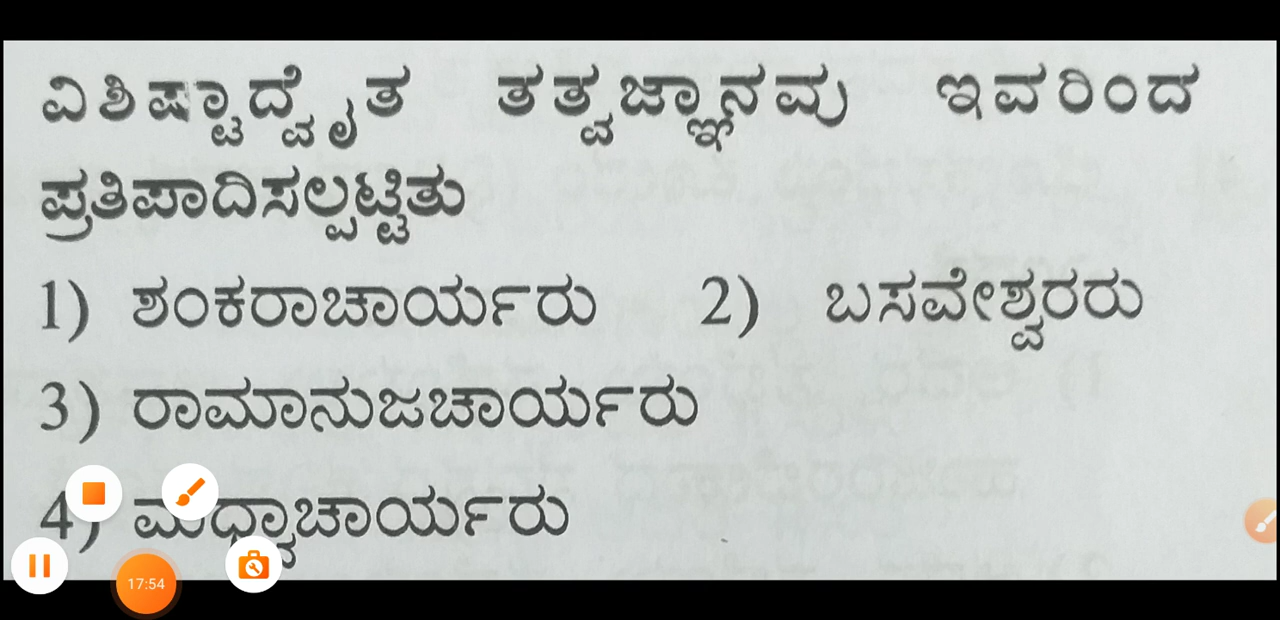 ವಿಶಿಷ್ಟಾದ್ವೈತ ತತ್ವಜ್ಞಾನವು ಇವರಿಂದ
ಪ್ರತಿಪಾದಿಸಲ್ಪಟ್ಟಿತು
1) ಶಂಕರಾಚಾರ್ಯರು 2) ಬಸವೇಶ್ವರರು
3) ರಾಮಾನುಜಚಾರ್ಯರು
4) ಮಧ್ವಾಚಾರ್ಯರು
17:54